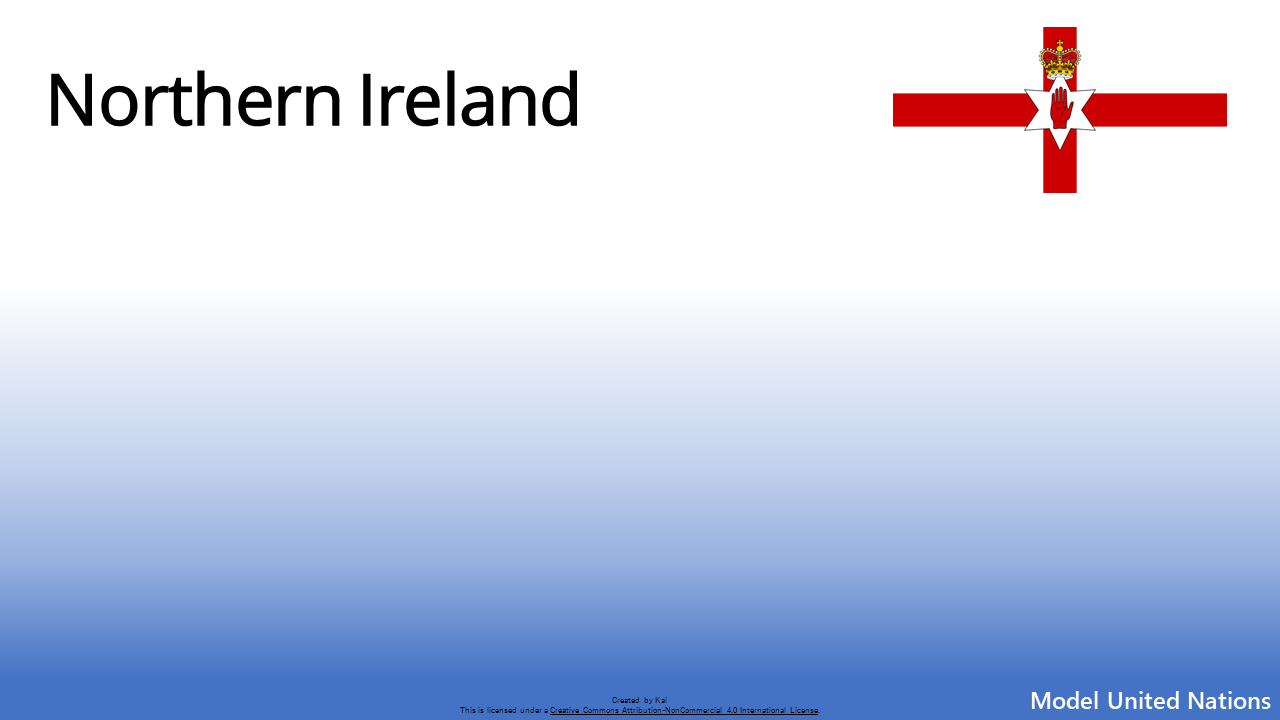 Northern Ireland
Created by Kai
This is licensed under a Creative Commons Attribution-NonCommercial 4.0 International License.
Model United Nations